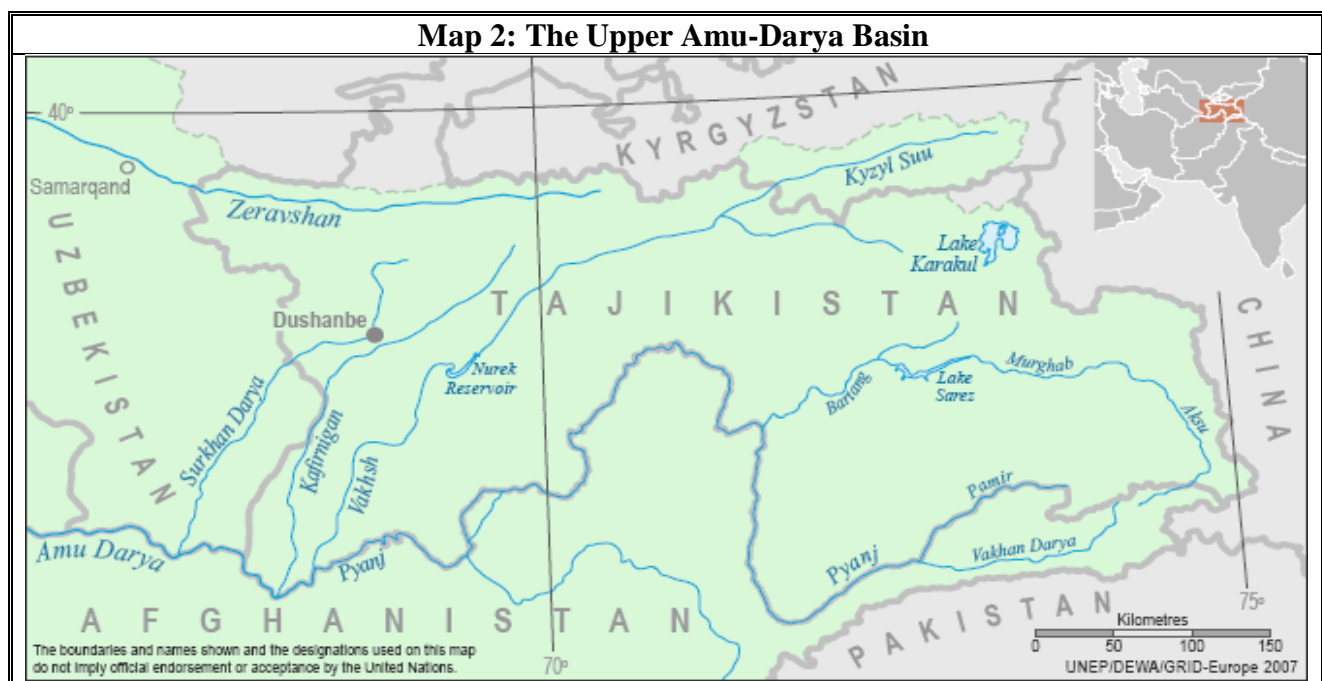 Map 2: The Upper Amu-Darya Basin
40º
KYRGYZSTAN
Kyzyl Suu
Samarqand
Zeravshan
UZBEKISTAN
Lake
Karakul
TAJIKISTAN
CHINA
Dushanbe
Nurek
Reservoir
Murghab
Lake
Sarez
Bartang
Aksu
Surkhan Darya
Kafirnigan
Vakhsh
Pamir
Amu Darya
Pyanj
Pyanj
Vakhan Darya
AFGHANISTAN
PAKISTAN
75º
Kilometres
0 50 100 150
The boundaries and names shown and the designations used on this map
do not imply official endorsement or acceptance by the United Nations.
70º
UNEP/DEWA/GRID-Europe 2007